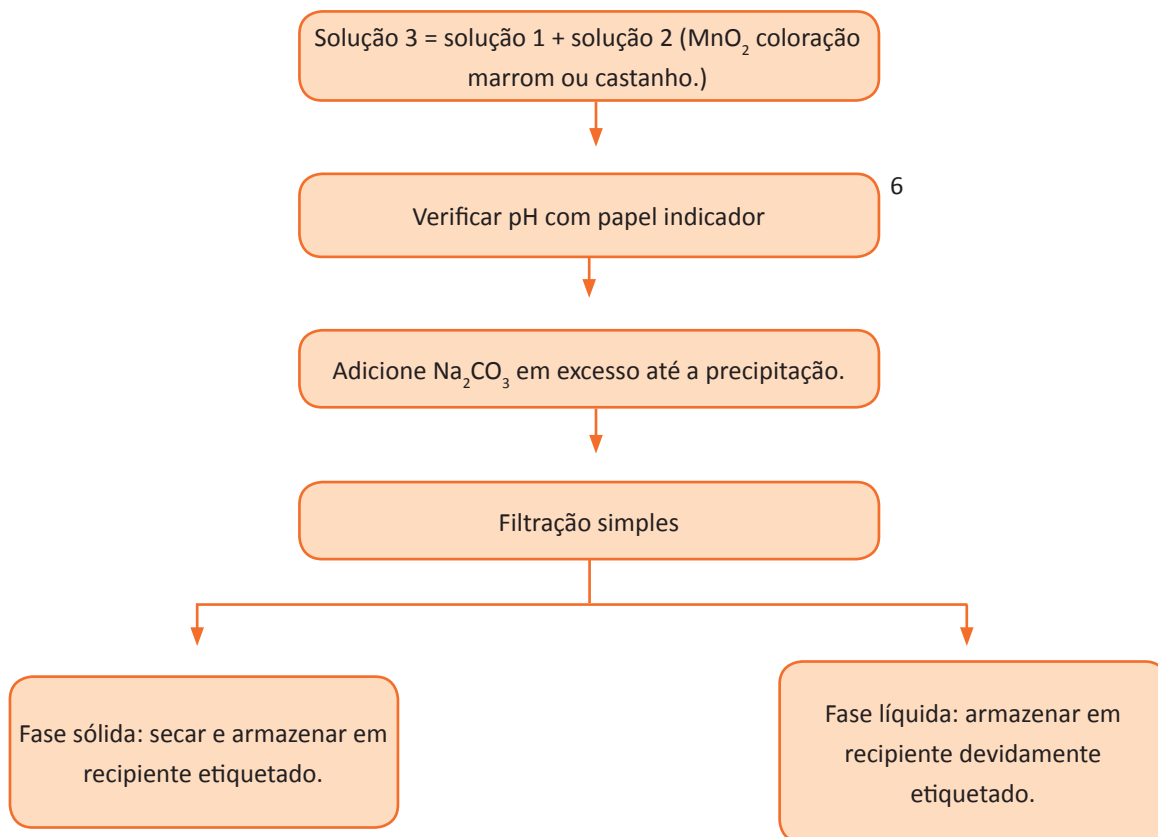 Solução 3 = solução 1 + solução 2 (MnO₂ coloração
marrom ou castanho.)
6
Verificar pH com papel indicador
Adicione Na₂CO₃ em excesso até a precipitação.
Filtração simples
Fase sólida: secar e armazenar em
recipiente etiquetado.
Fase líquida: armazenar em
recipiente devidamente
etiquetado.